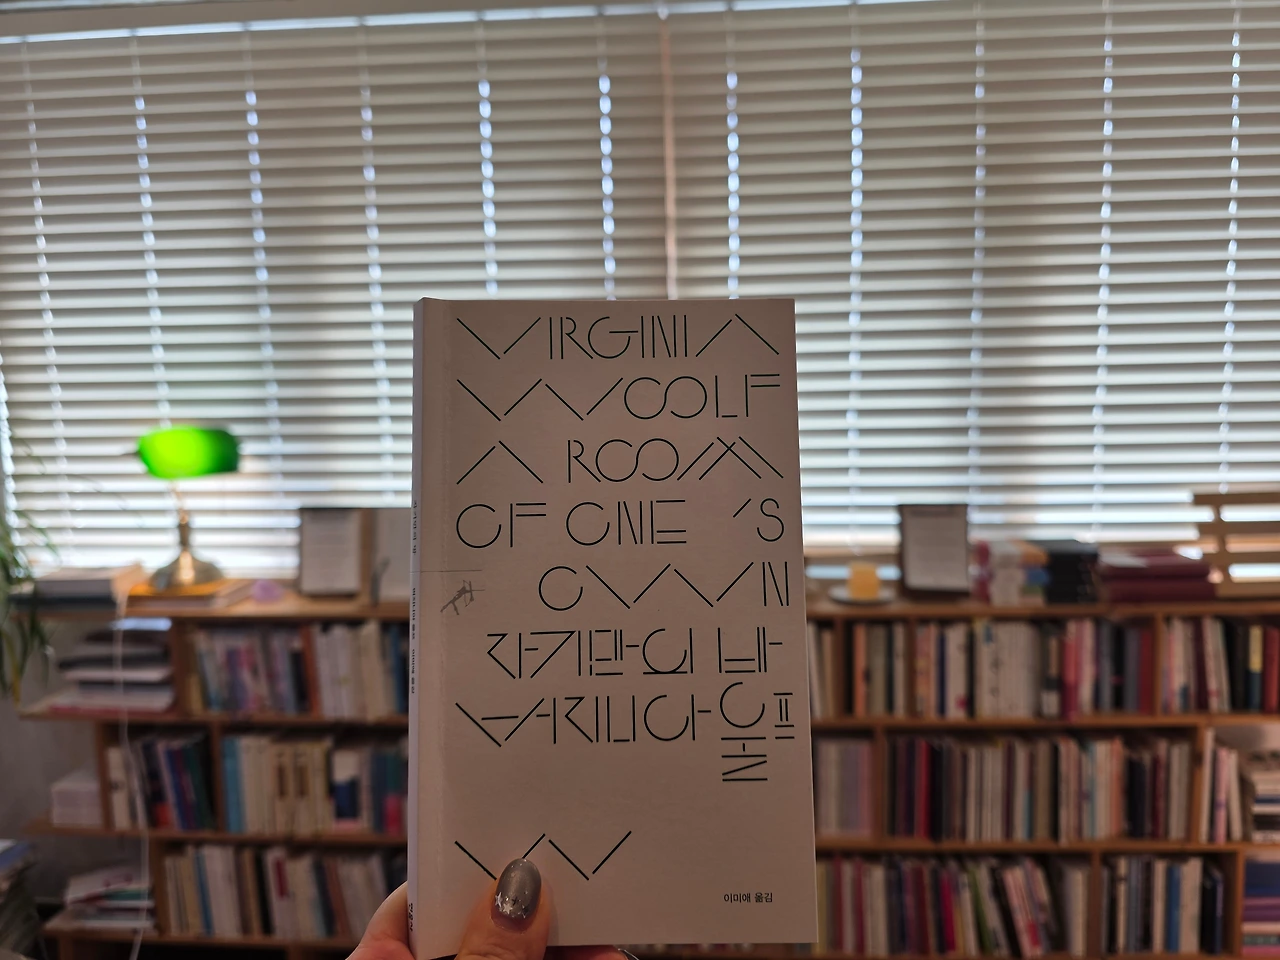 VIRGINIA
WOOLF
A ROOM
OF ONE 'S
OWN
자기만의 방
버지니아 울프
W
이미애 옮김